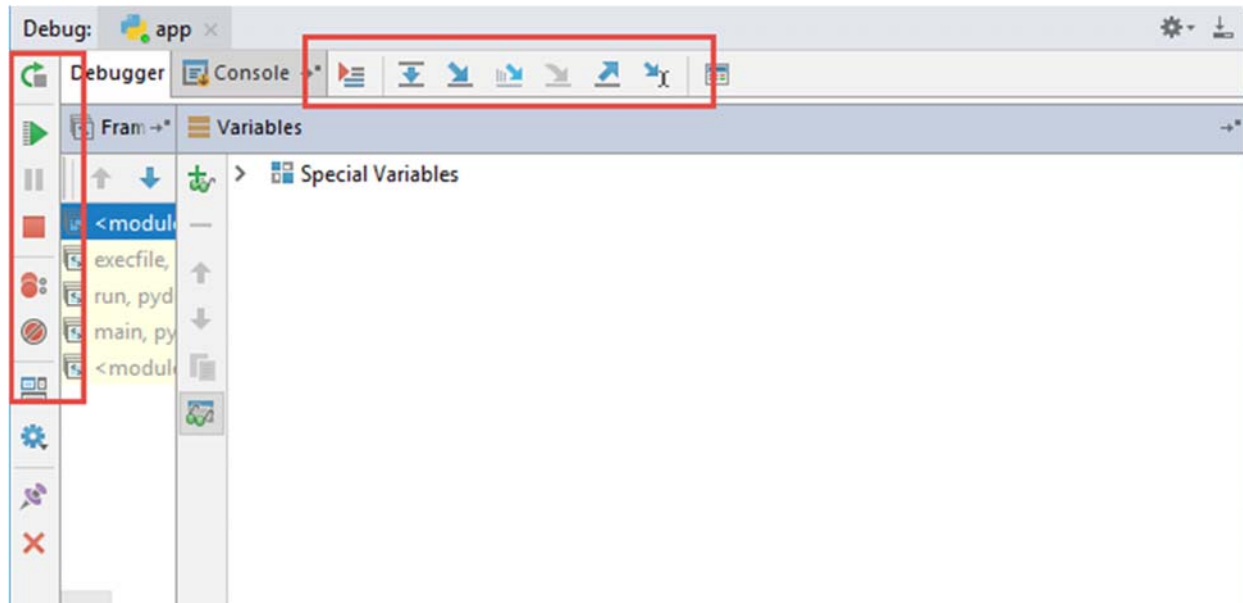 Debug: app
Debugger Console
Fram Variables
Special Variables
<modul
execfile,
run, pyd
main, py
<modul